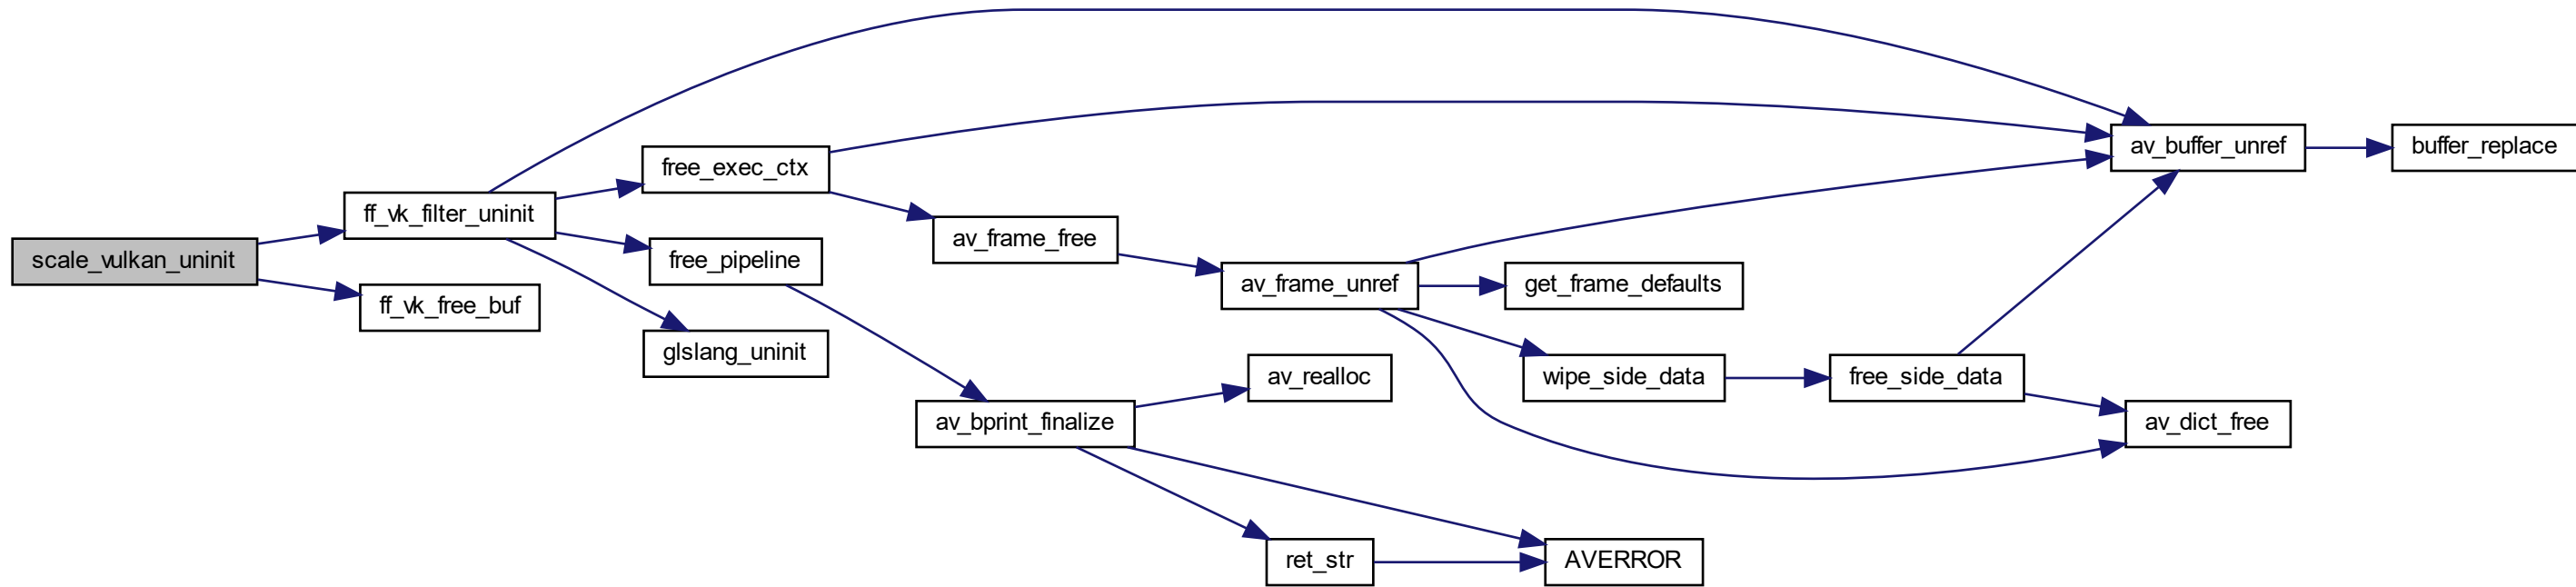 scale_vulkan_uninit
ff_vk_filter_uninit
ff_vk_free_buf
free_exec_ctx
free_pipeline
glslang_uninit
av_frame_free
av_bprint_finalize
av_frame_unref
av_realloc
ret_str
get_frame_defaults
wipe_side_data
AVERROR
free_side_data
av_buffer_unref
av_dict_free
buffer_replace